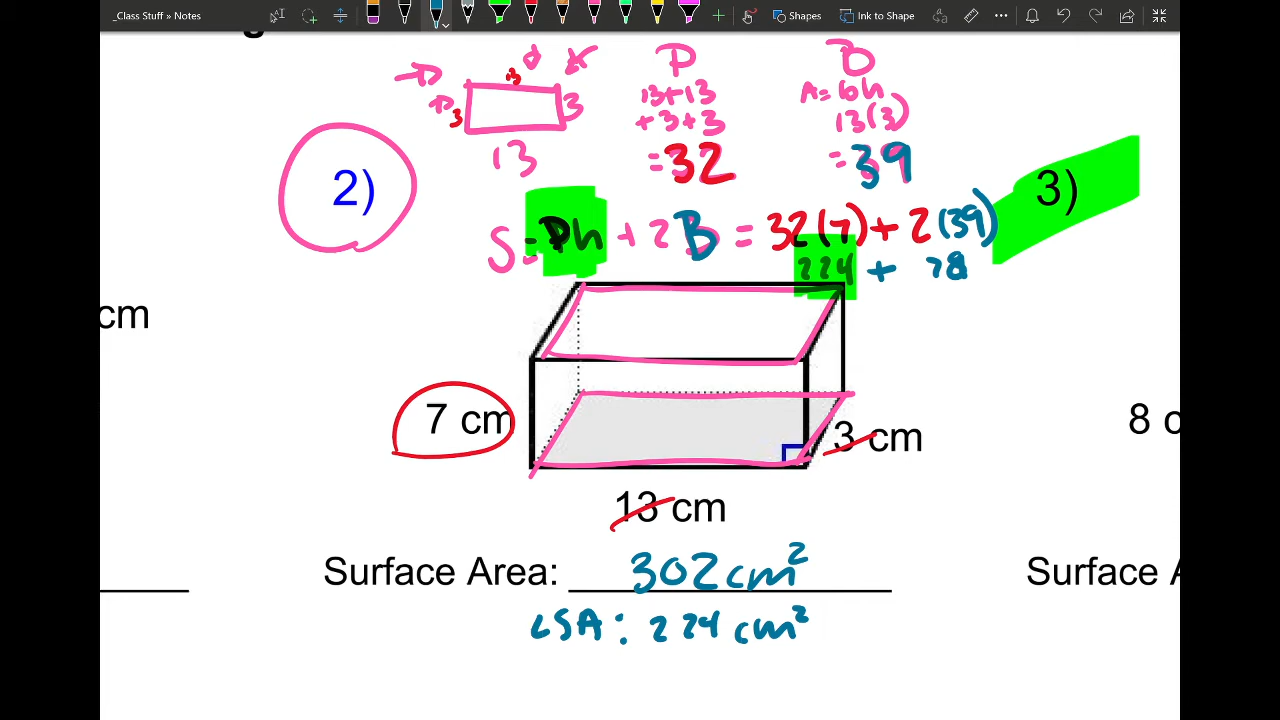 _Class Stuff » Notes
Shapes
Ink to Shape
13
3
3
13
P
13+13
+3+3
=32
B
A=bh
13(3)
=39
2)
3)
S=Ph+2B=32(7)+2(39)
224 + 78
cm
7 cm
3 cm
8 c
13 cm
Surface Area: 302cm²
Surface A
LSA: 224 cm²